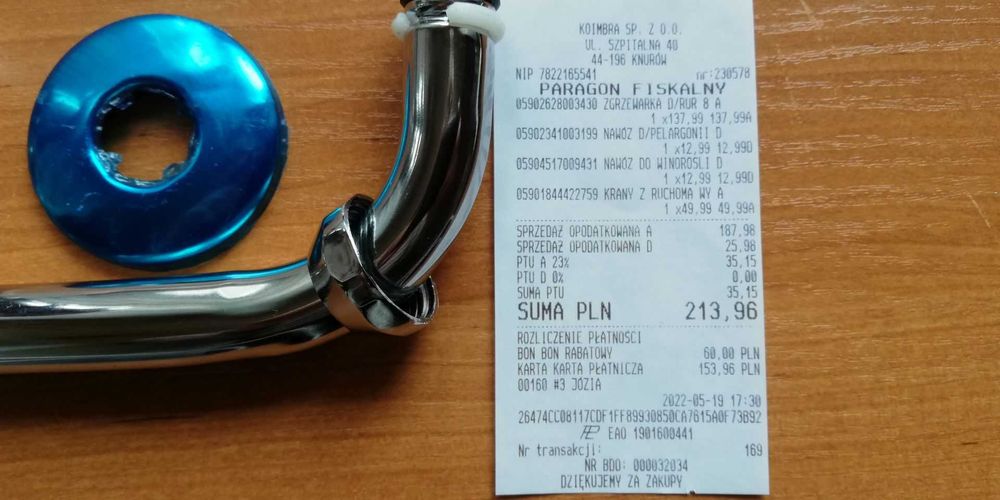 KOIMBRA SP. Z O.O.
UL. SZPITALNA 40
44-196 KNURÓW
NIP 7822165541 nr:230578
PARAGON FISKALNY
05902628003430 ZGRZEWARKA D/RUR 8 A
1 x137,99 137,99A
05902341003199 NAWÓZ D/PELARGONII D
1 x12,99 12,99D
05904517009431 NAWÓZ DO WINOROŚLI D
1 x12,99 12,99D
05901844422759 KRANY Z RUCHOMA WY A
1 x49,99 49,99A
SPRZEDAŻ OPODATKOWANA A 187,98
SPRZEDAŻ OPODATKOWANA D 25,98
PTU A 23% 35,15
PTU D 0% 0,00
SUMA PTU 35,15
SUMA PLN 213,96
ROZLICZENIE PŁATNOŚCI
BON BON RABATOWY 60,00 PLN
KARTA KARTA PŁATNICZA 153,96 PLN
00160 #3 JÓZIA
2022-05-19 17:30
26474CC08117CDF1FF89930850CA7615A0F73B92
EAO 1901600441
Nr transakcji: 169
NR BDO: 000032034
DZIĘKUJEMY ZA ZAKUPY